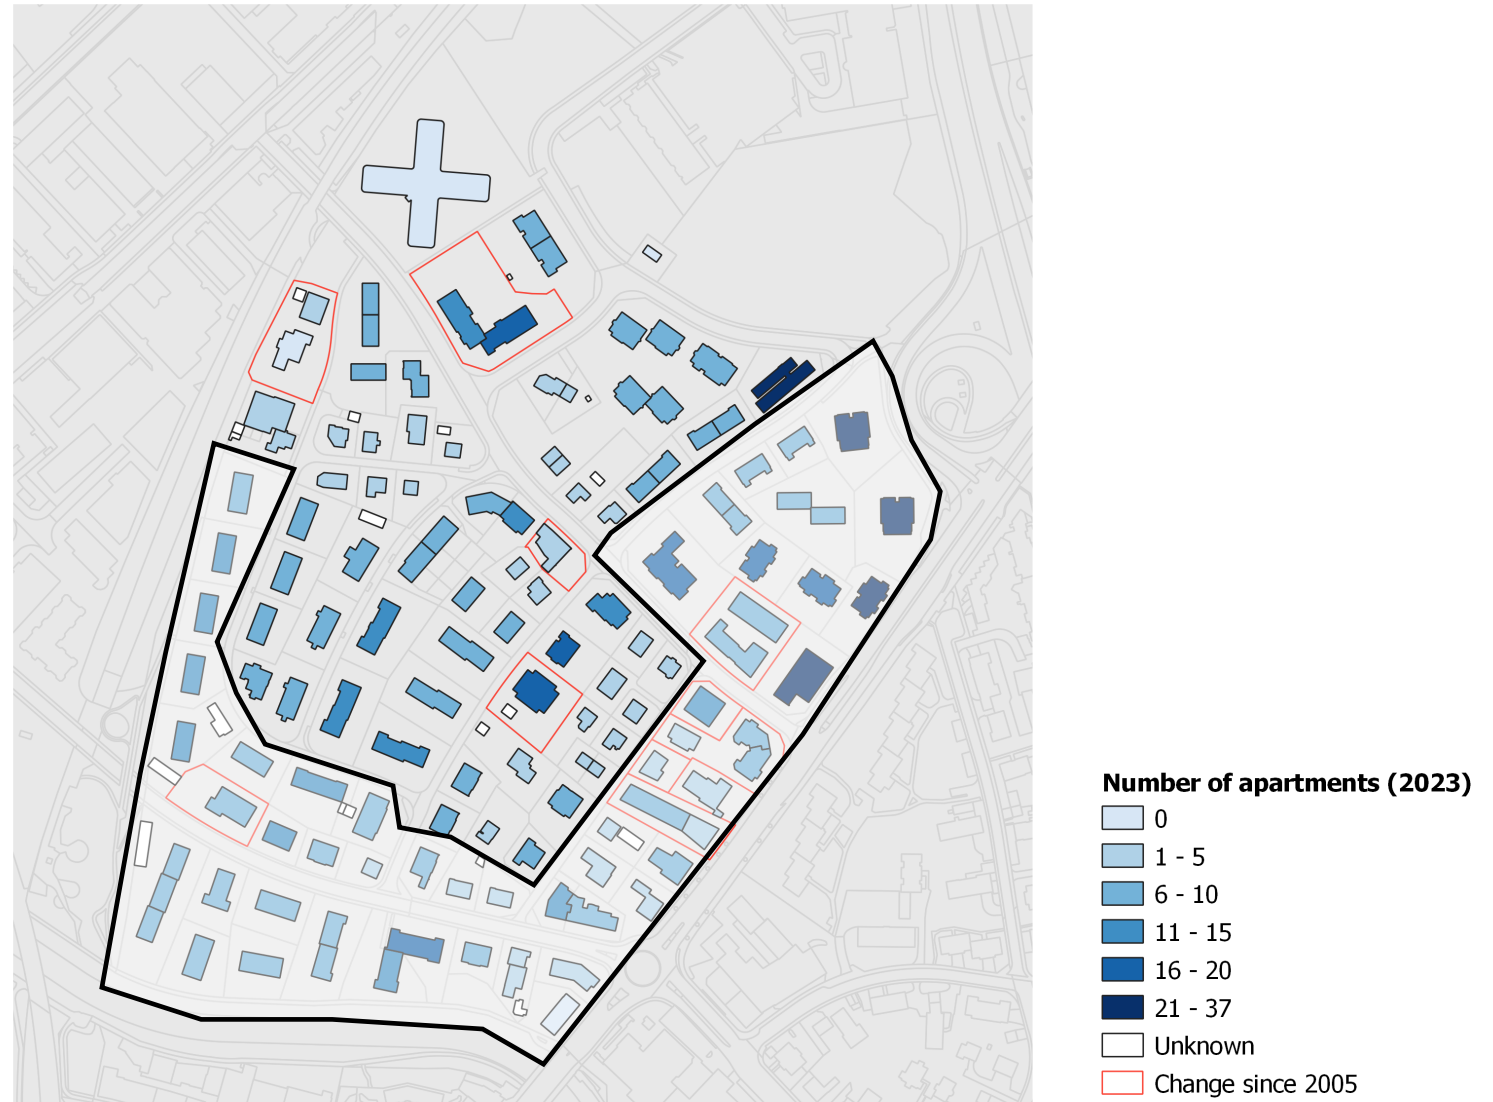 Number of apartments (2023)
0
1 - 5
6 - 10
11 - 15
16 - 20
21 - 37
Unknown
Change since 2005